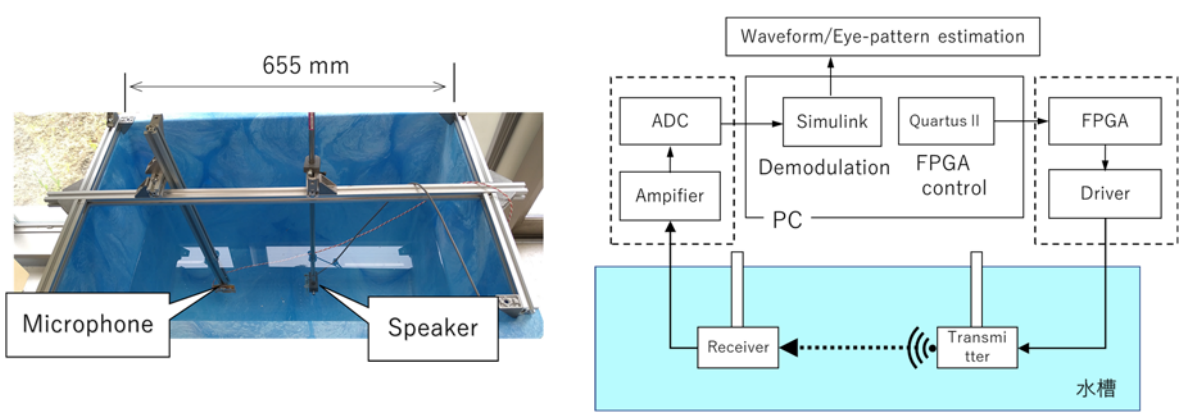 655 mm
Microphone
Speaker
Waveform/Eye-pattern estimation
ADC
Simulink
Quartus II
FPGA
Demodulation
FPGA
control
Ampifier
Driver
PC
Receiver
Transmi
tter
水槽